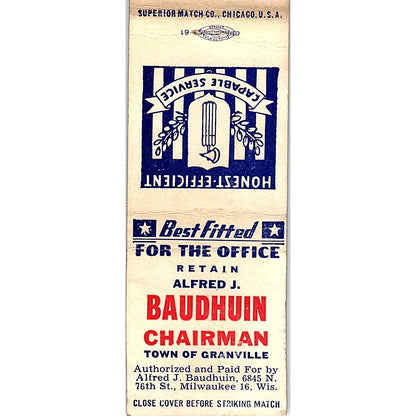 SUPERIOR MATCH CO., CHICAGO, U.S.A.
19
CAPABLE SERVICE
HONEST-EFFICIENT
Best Fitted
FOR THE OFFICE
RETAIN
ALFRED J.
BAUDHUIN
CHAIRMAN
TOWN OF GRANVILLE
Authorized and Paid For by
Alfred J. Baudhuin, 6845 N.
76th St., Milwaukee 16, Wis.
CLOSE COVER BEFORE STRIKING MATCH